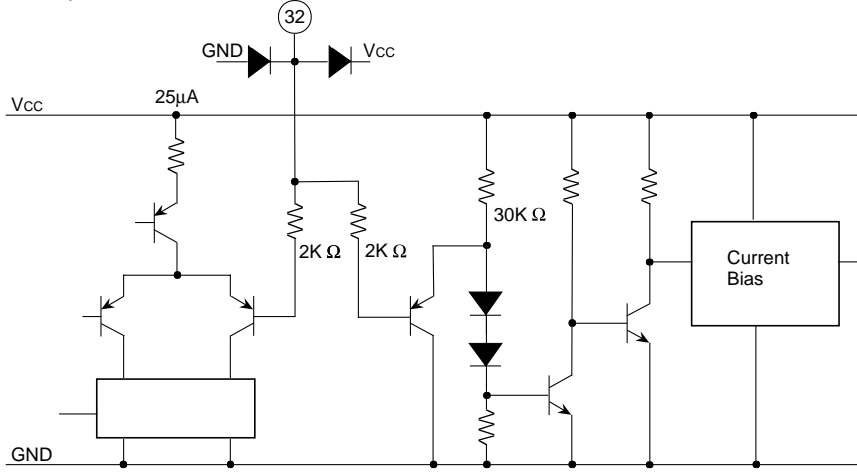 32
GND
Vcc
Vcc
25μA
30K Ω
2K Ω
2K Ω
Current
Bias
GND